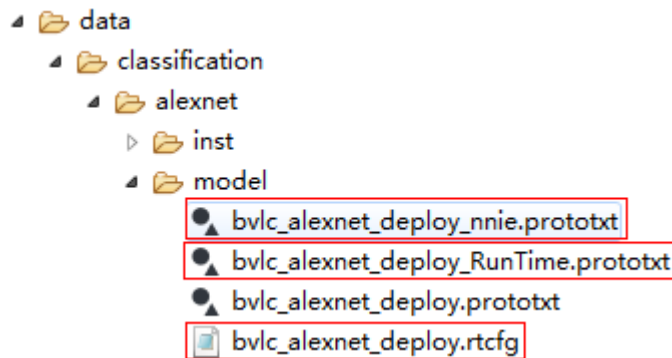 data
classification
alexnet
inst
model
bvlc_alexnet_deploy_nnie.prototxt
bvlc_alexnet_deploy_RunTime.prototxt
bvlc_alexnet_deploy.prototxt
bvlc_alexnet_deploy.rtcfg